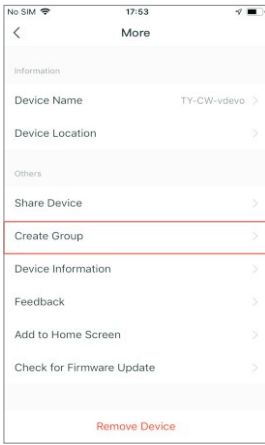 No SIM 17:53
More
Information
Device Name TY-CW-vdevo
Device Location
Others
Share Device
Create Group
Device Information
Feedback
Add to Home Screen
Check for Firmware Update
Remove Device